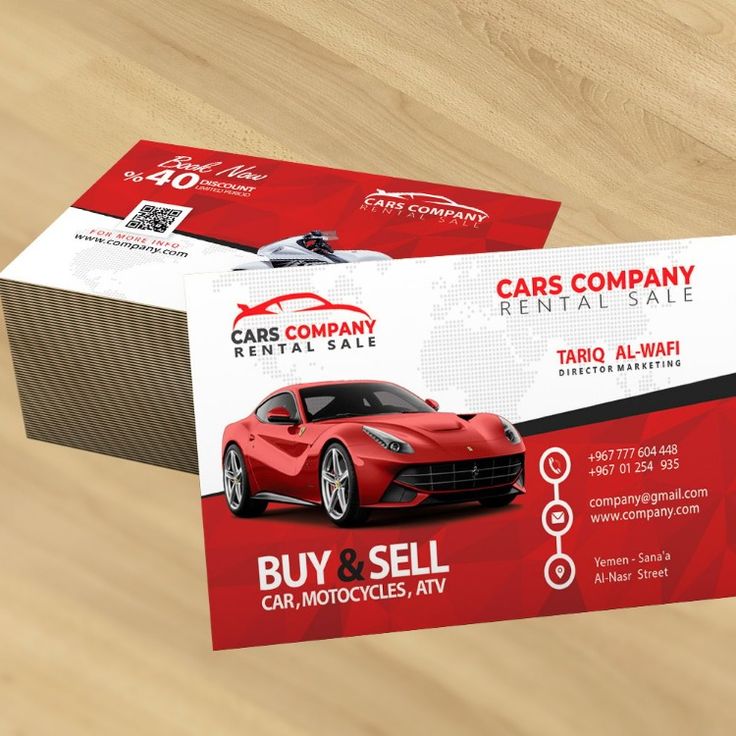 Book Now
%40 DISCOUNT
LIMITED PERIOD
FOR MORE INFO
www.company.com
CARS COMPANY
RENTAL SALL
CARS COMPANY
RENTAL SALE
CARS COMPANY
RENTAL SALE
TARIQ AL-WAFI
DIRECTOR MARKETING
+967 777 604 448
+967 01 254 935
company@gmail.com
www.company.com
Yemen - Sana'a
Al-Nasr Street
BUY & SELL
CAR, MOTOCYCLES, ATV